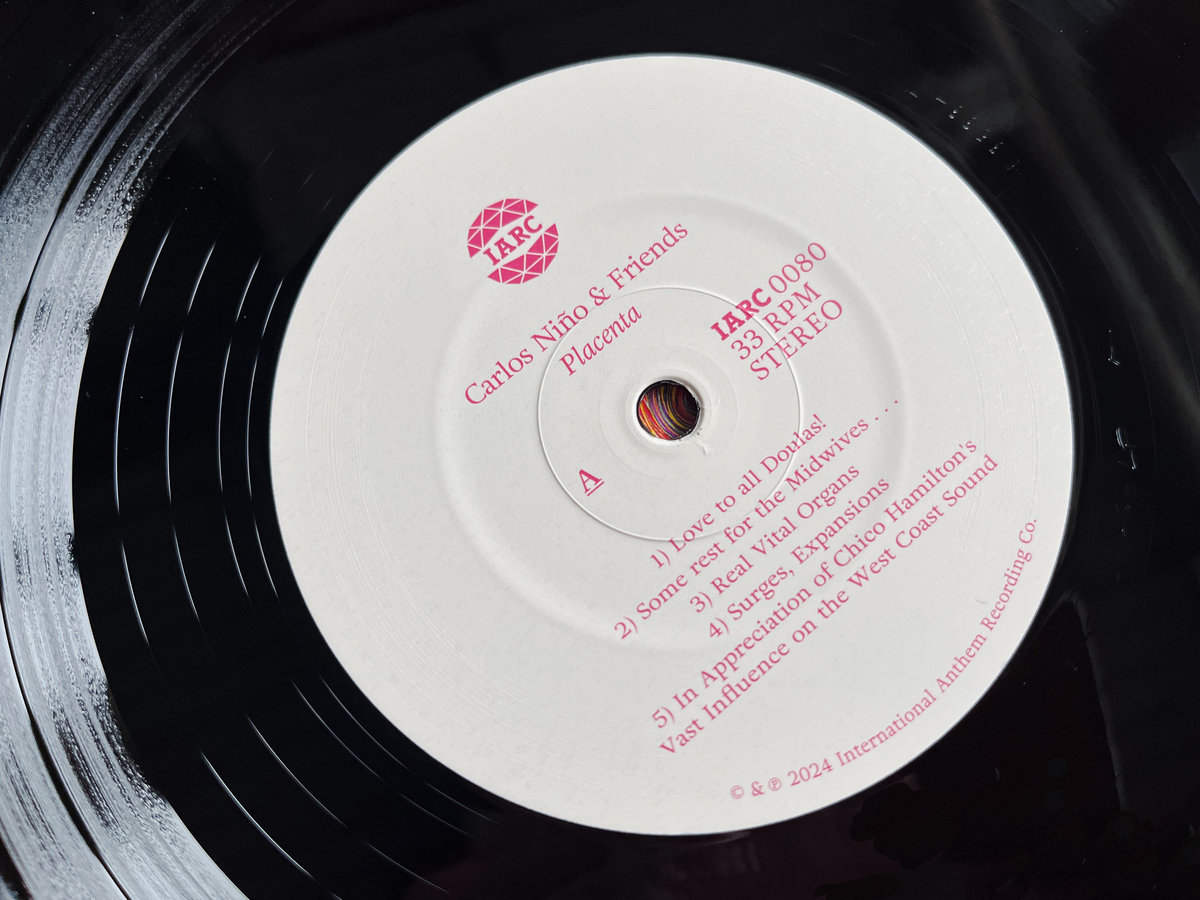 IARC
Carlos Niño & Friends
Placenta
IARC 0080
33 RPM
STEREO
A
1) Love to all Doulas!
2) Some rest for the Midwives . . .
3) Real Vital Organs
4) Surges, Expansions
5) In Appreciation of Chico Hamilton's
Vast Influence on the West Coast Sound
© & ℗ 2024 International Anthem Recording Co.